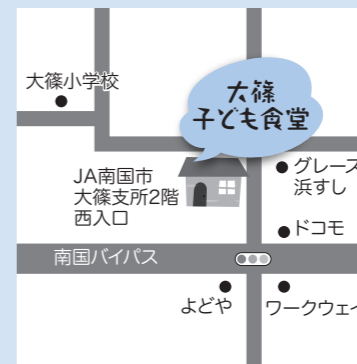 大篠小学校
大篠
子ども食堂
JA南国市
大篠支所2階
西入口
グレース
浜すし
ドコモ
南国バイパス
よどや
ワークウェイ